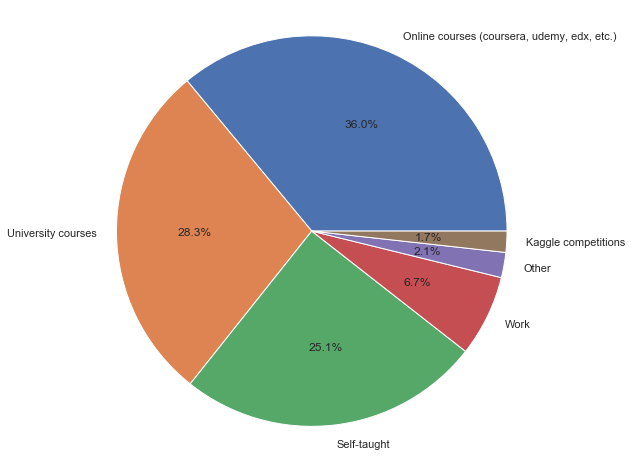 Online courses (coursera, udemy, edx, etc.)
36.0%
University courses
28.3%
1.7%
Kaggle competitions
2.1%
Other
6.7%
Work
25.1%
Self-taught